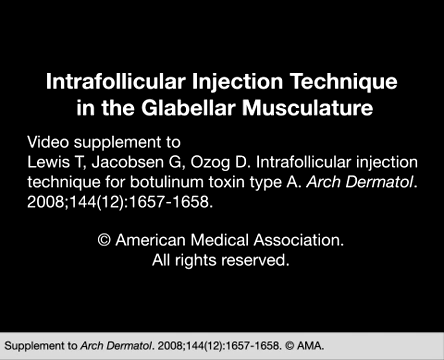 Intrafollicular Injection Technique
in the Glabellar Musculature
Video supplement to
Lewis T, Jacobsen G, Ozog D. Intrafollicular injection
technique for botulinum toxin type A. Arch Dermatol.
2008;144(12):1657-1658.
© American Medical Association.
All rights reserved.
Supplement to Arch Dermatol. 2008;144(12):1657-1658. © AMA.